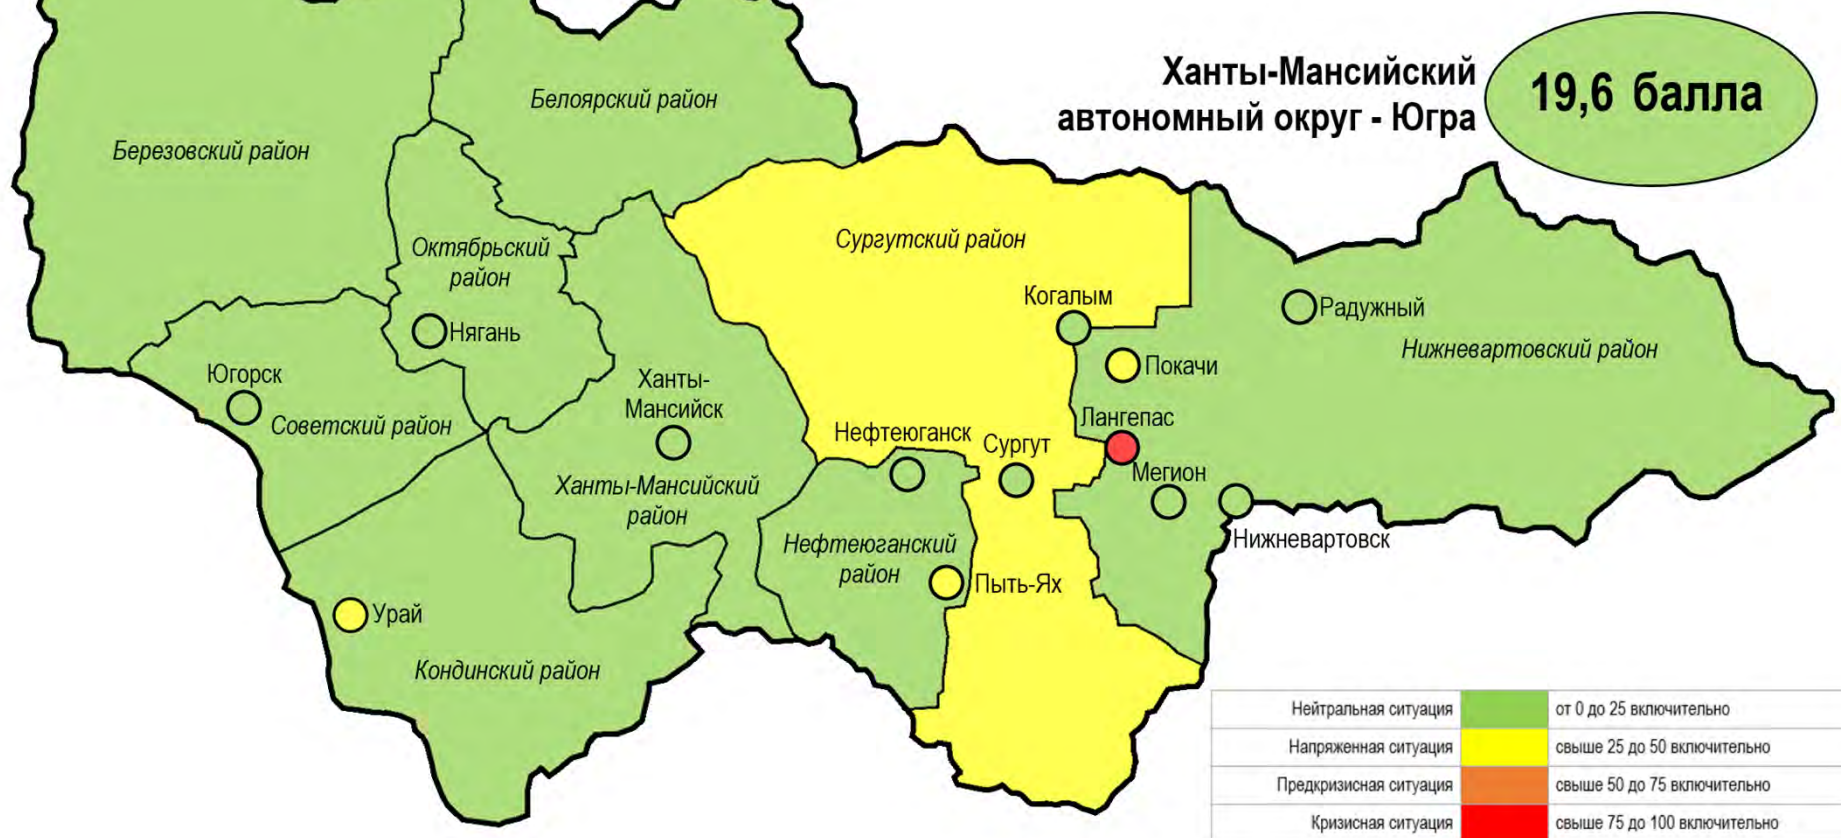 Ханты-Мансийский
автономный округ - Югра
19,6 балла
Белоярский район
Березовский район
Октябрьский
район
Сургутский район
Когалым
Радужный
Нижневартовский район
Нягань
Покачи
Югорск
Ханты-
Мансийск
Советский район
Лангепас
Нефтеюганск
Сургут
Мегион
Ханты-Мансийский
район
Нижневартовск
Нефтеюганский
район
Пыть-Ях
Урай
Кондинский район
Нейтральная ситуация от 0 до 25 включительно
Напряженная ситуация свыше 25 до 50 включительно
Предкризисная ситуация свыше 50 до 75 включительно
Кризисная ситуация свыше 75 до 100 включительно